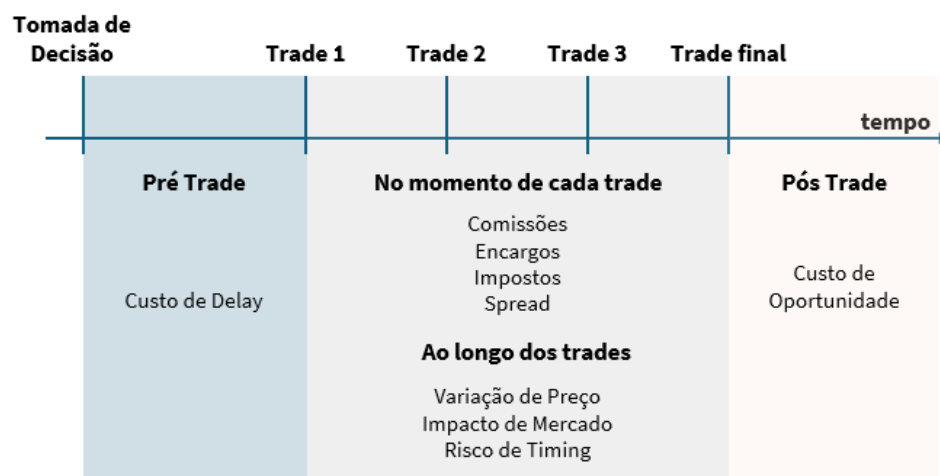 Tomada de
Decisão
Trade 1
Trade 2
Trade 3
Trade final
tempo
Pré Trade
Custo de Delay
No momento de cada trade
Comissões
Encargos
Impostos
Spread
Ao longo dos trades
Variação de Preço
Impacto de Mercado
Risco de Timing
Pós Trade
Custo de
Oportunidade